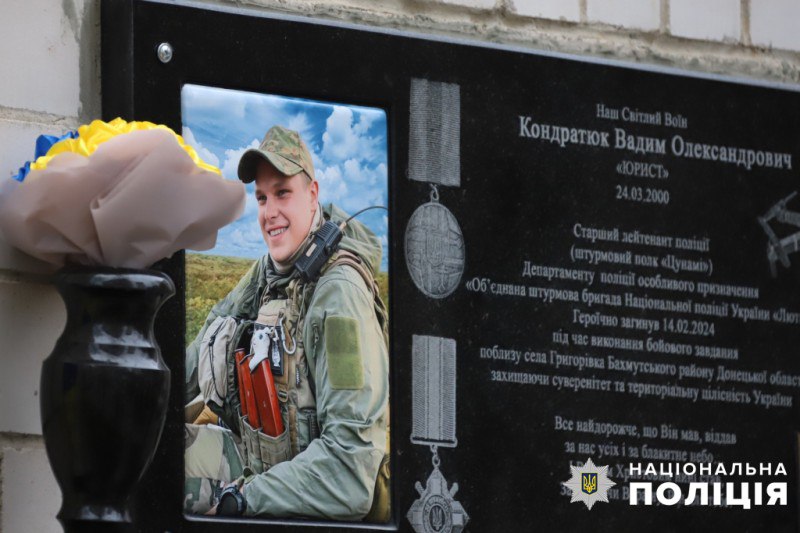 Наш Світлий Воїн
Кондратюк Вадим Олександрович
«ЮРИСТ»
24.03.2000
Старший лейтенант поліції
(штурмовий полк «Цунамі»)
Департаменту поліції особливого призначення
«Об'єднана штурмова бригада Національної поліції України «Лют
Героїчно загинув 14.02.2024
під час виконання бойового завдання
поблизу села Григорівка Бахмутського району Донецької област
захищаючи суверенітет та територіальну цілісність України
Все найдорожче, що Він мав, віддав
за нас усіх і за блакитне небо
НАЦІОНАЛЬНА
ПОЛІЦІЯ